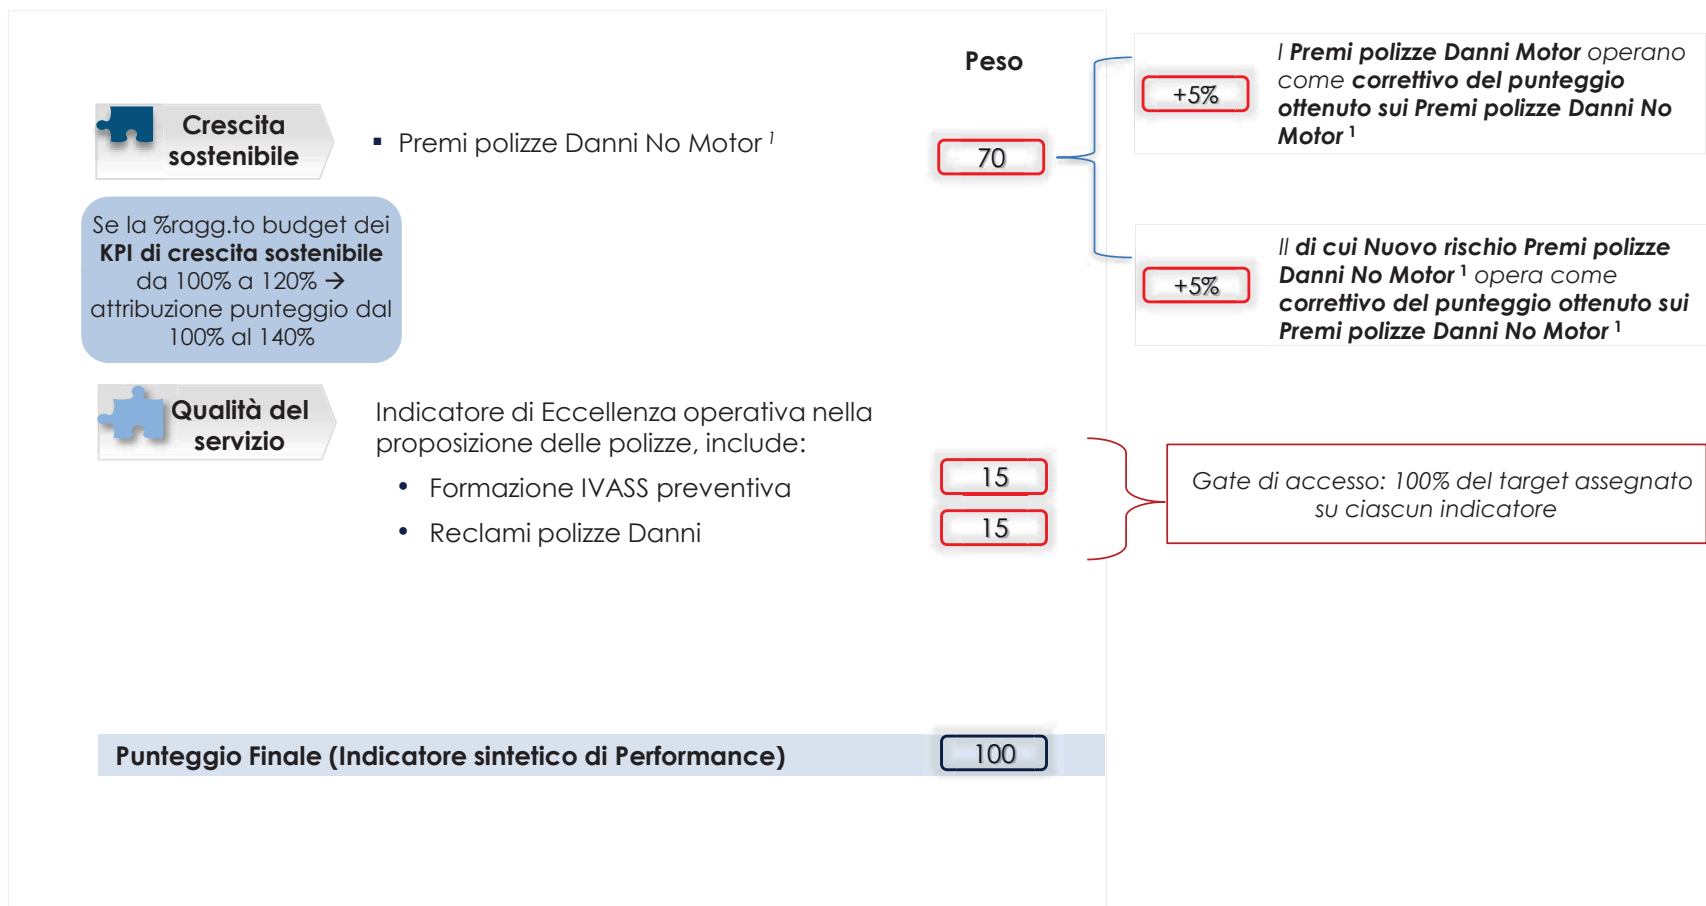 Peso
Crescita
sostenibile
▪ Premi polizze Danni No Motor 1
70
+5%
I Premi polizze Danni Motor operano
come correttivo del punteggio
ottenuto sui Premi polizze Danni No
Motor 1
Se la %ragg.to budget dei
KPI di crescita sostenibile
da 100% a 120% →
attribuzione punteggio dal
100% al 140%
+5%
Il di cui Nuovo rischio Premi polizze
Danni No Motor 1 opera come
correttivo del punteggio ottenuto sui
Premi polizze Danni No Motor 1
Qualità del
servizio
Indicatore di Eccellenza operativa nella
proposizione delle polizze, include:
• Formazione IVASS preventiva
15
• Reclami polizze Danni
15
Gate di accesso: 100% del target assegnato
su ciascun indicatore
Punteggio Finale (Indicatore sintetico di Performance)
100